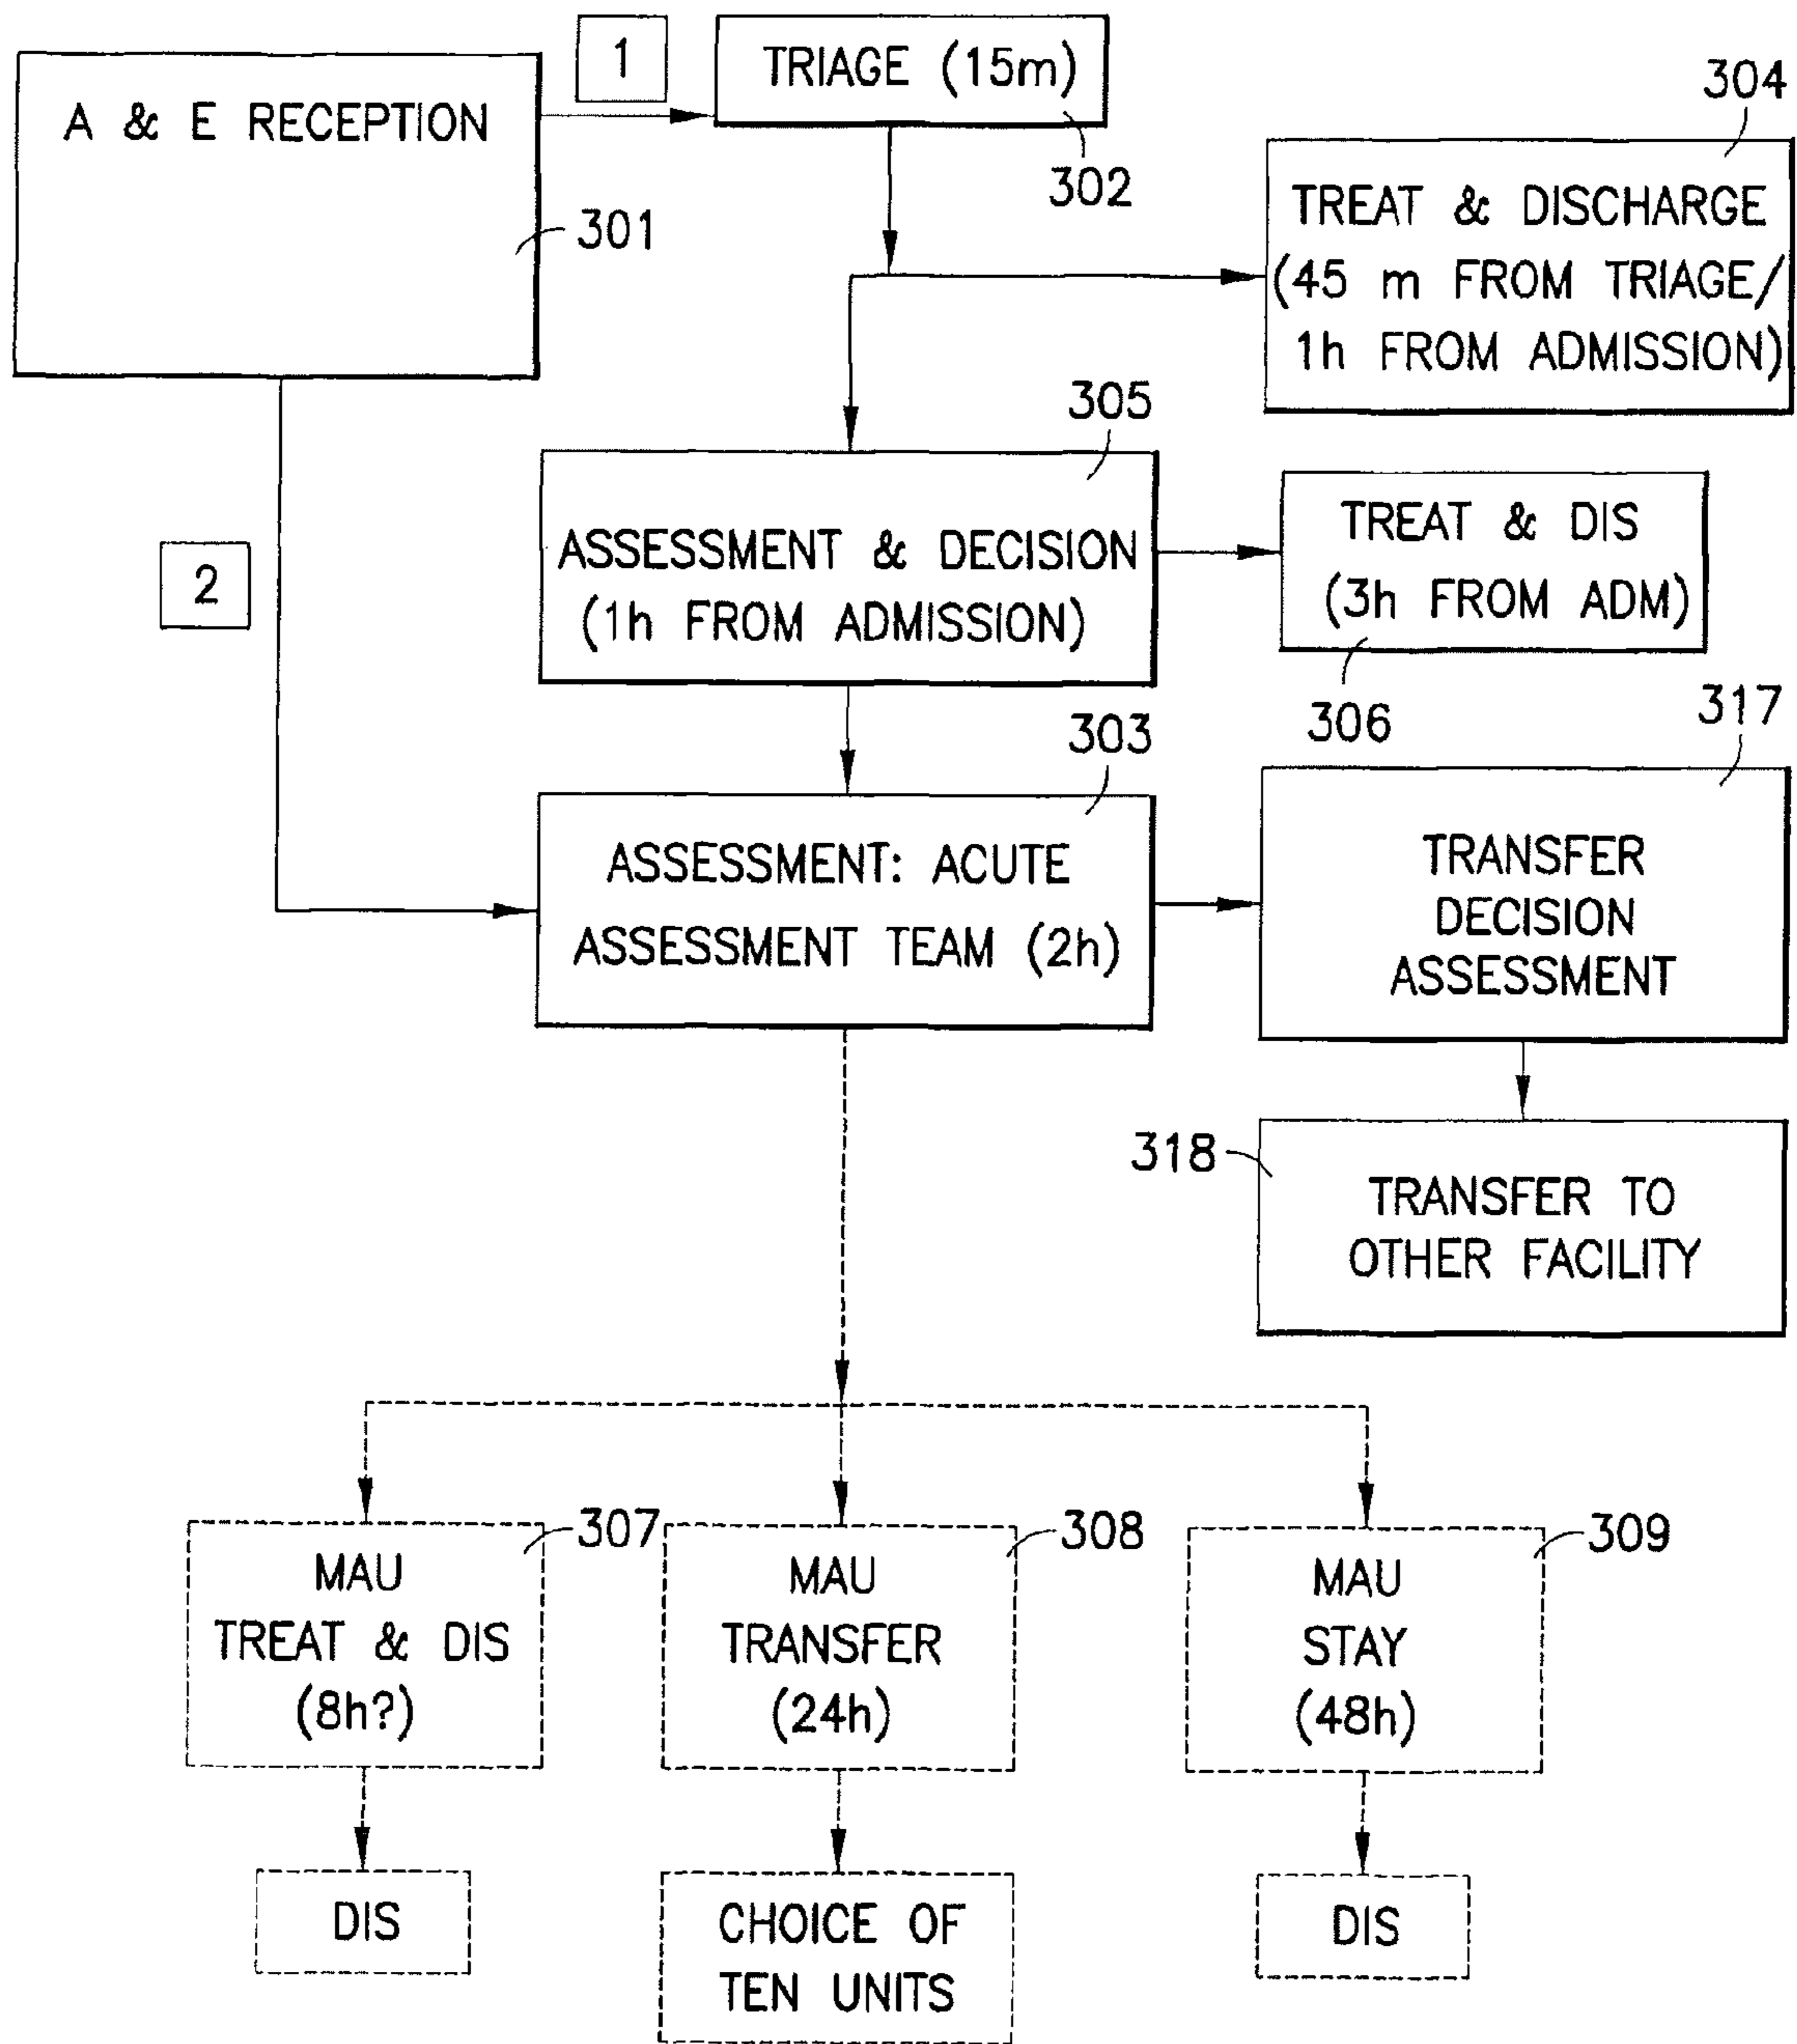 1
TRIAGE (15m)
302
A & E RECEPTION
301
304
TREAT & DISCHARGE
(45 m FROM TRIAGE/
1h FROM ADMISSION)
305
ASSESSMENT & DECISION
(1h FROM ADMISSION)
TREAT & DIS
(3h FROM ADM)
306
2
303
ASSESSMENT: ACUTE
ASSESSMENT TEAM (2h)
317
TRANSFER
DECISION
ASSESSMENT
318
TRANSFER TO
OTHER FACILITY
307
MAU
TREAT & DIS
(8h?)
308
MAU
TRANSFER
(24h)
309
MAU
STAY
(48h)
DIS
CHOICE OF
TEN UNITS
DIS